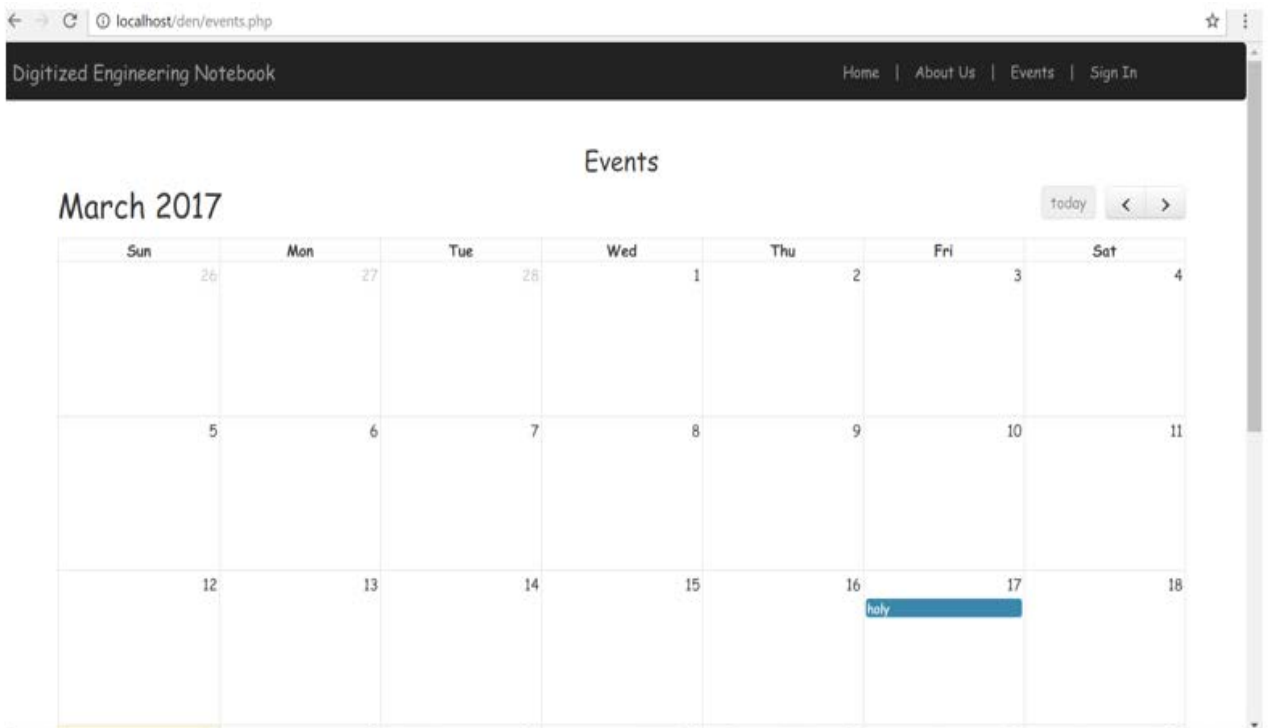 localhost/den/events.php
Digitized Engineering Notebook Home | About Us | Events | Sign In
Events
March 2017 today < >
Sun Mon Tue Wed Thu Fri Sat
26 27 28 1 2 3 4
5 6 7 8 9 10 11
12 13 14 15 16 17 18
holy